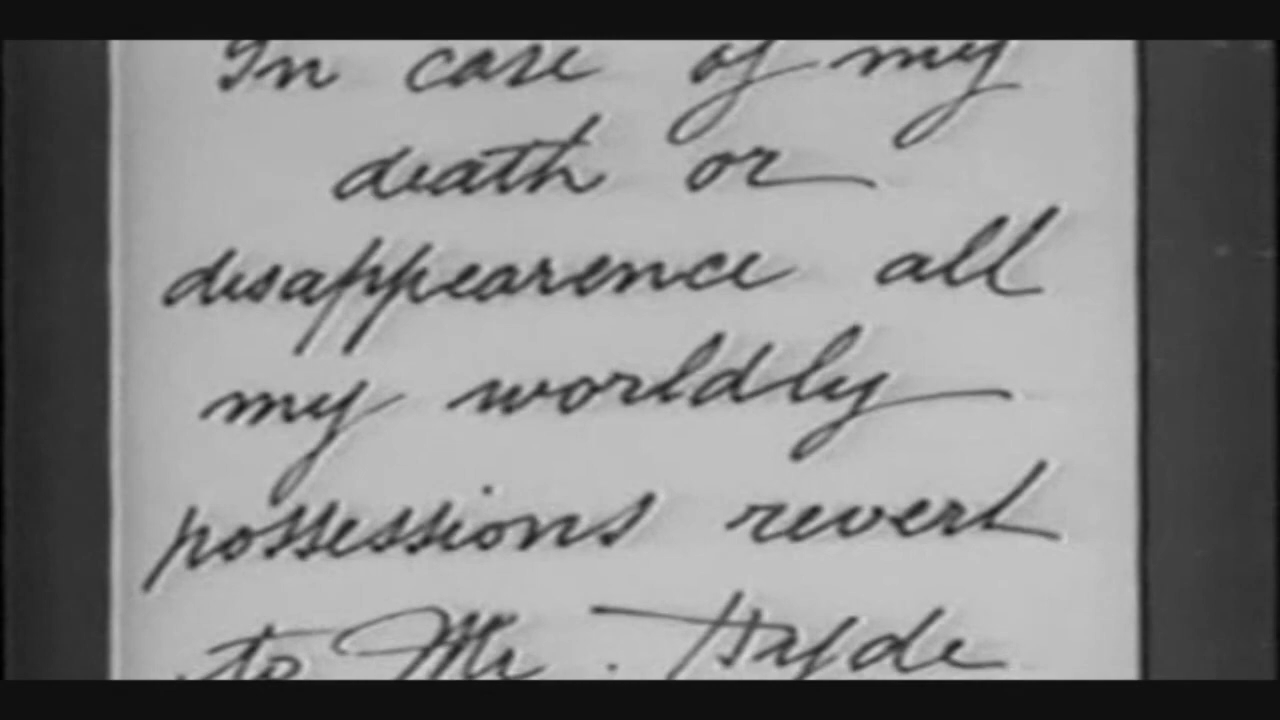 In case of my
death or
disappearence all
my worldly
possessions revert
to Mr. Hyde